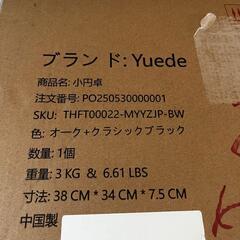 ブランド: Yuede
商品名: 小円卓
注文番号: PO250530000001
SKU: THFT00022-MYYZJP-BW
色: オーク+クラシックブラック
数量: 1個
重量: 3 KG & 6.61 LBS
寸法: 38 CM * 34 CM * 7.5 CM
中国製